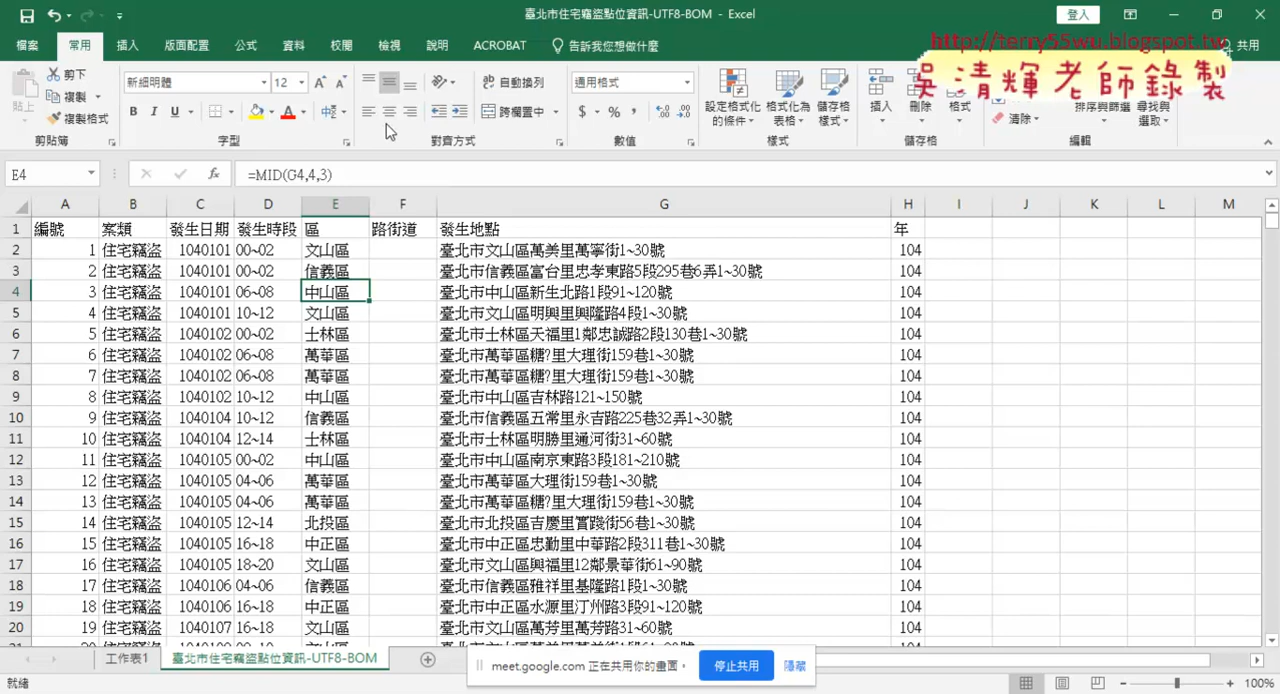 臺北市住宅竊盜點位資訊-UTF8-BOM - Excel
登入
檔案 常用 插入 版面配置 公式 資料 校閱 檢視 說明 ACROBAT 告訴我您想做什麼 共用
http://terry55wu.blogspot.tw
吳清輝老師錄製
貼上 剪下 複製 複製格式
新細明體 12
B I U
自動換列 跨欄置中
通用格式
$ % ,
設定格式化的條件 格式化為表格 儲存格樣式
插入 刪除 格式
清除 排序與篩選 尋找與選取
剪貼簿 字型 對齊方式 數值 樣式 儲存格 編輯
E4 fx =MID(G4,4,3)
A B C D E F G H I J K L M
1 編號 案類 發生日期 發生時段 區 路街道 發生地點 年
2 1 住宅竊盜 1040101 00~02 文山區 臺北市文山區萬美里萬寧街1~30號 104
3 2 住宅竊盜 1040101 00~02 信義區 臺北市信義區富台里忠孝東路5段295巷6弄1~30號 104
4 3 住宅竊盜 1040101 06~08 中山區 臺北市中山區新生北路1段91~120號 104
5 4 住宅竊盜 1040101 10~12 文山區 臺北市文山區明興里興隆路4段1~30號 104
6 5 住宅竊盜 1040102 00~02 士林區 臺北市士林區天福里1鄰忠誠路2段130巷1~30號 104
7 6 住宅竊盜 1040102 06~08 萬華區 臺北市萬華區糖?里大理街159巷1~30號 104
8 7 住宅竊盜 1040102 06~08 萬華區 臺北市萬華區糖?里大理街159巷1~30號 104
9 8 住宅竊盜 1040102 10~12 中山區 臺北市中山區吉林路121~150號 104
10 9 住宅竊盜 1040104 10~12 信義區 臺北市信義區五常里永吉路225巷32弄1~30號 104
11 10 住宅竊盜 1040104 12~14 士林區 臺北市士林區明勝里通河街31~60號 104
12 11 住宅竊盜 1040105 00~02 中山區 臺北市中山區南京東路3段181~210號 104
13 12 住宅竊盜 1040105 04~06 萬華區 臺北市萬華區大理街1~30號 104
14 13 住宅竊盜 1040105 04~06 萬華區 臺北市萬華區糖?里大理街159巷1~30號 104
15 14 住宅竊盜 1040105 12~14 北投區 臺北市北投區吉慶里實踐街56巷1~30號 104
16 15 住宅竊盜 1040105 16~18 中正區 臺北市中正區忠勤里中華路2段311巷1~30號 104
17 16 住宅竊盜 1040105 18~20 文山區 臺北市文山區興福里12鄰景華街61~90號 104
18 17 住宅竊盜 1040106 04~06 信義區 臺北市信義區雅祥里基隆路1段1~30號 104
19 18 住宅竊盜 1040106 16~18 中正區 臺北市中正區水源里汀州路3段91~120號 104
20 19 住宅竊盜 1040107 16~18 文山區 臺北市文山區萬芳里萬芳路31~60號 104
工作表1 臺北市住宅竊盜點位資訊-UTF8-BOM
meet.google.com 正在共用你的畫面。 停止共用 隱藏
就緒 100%